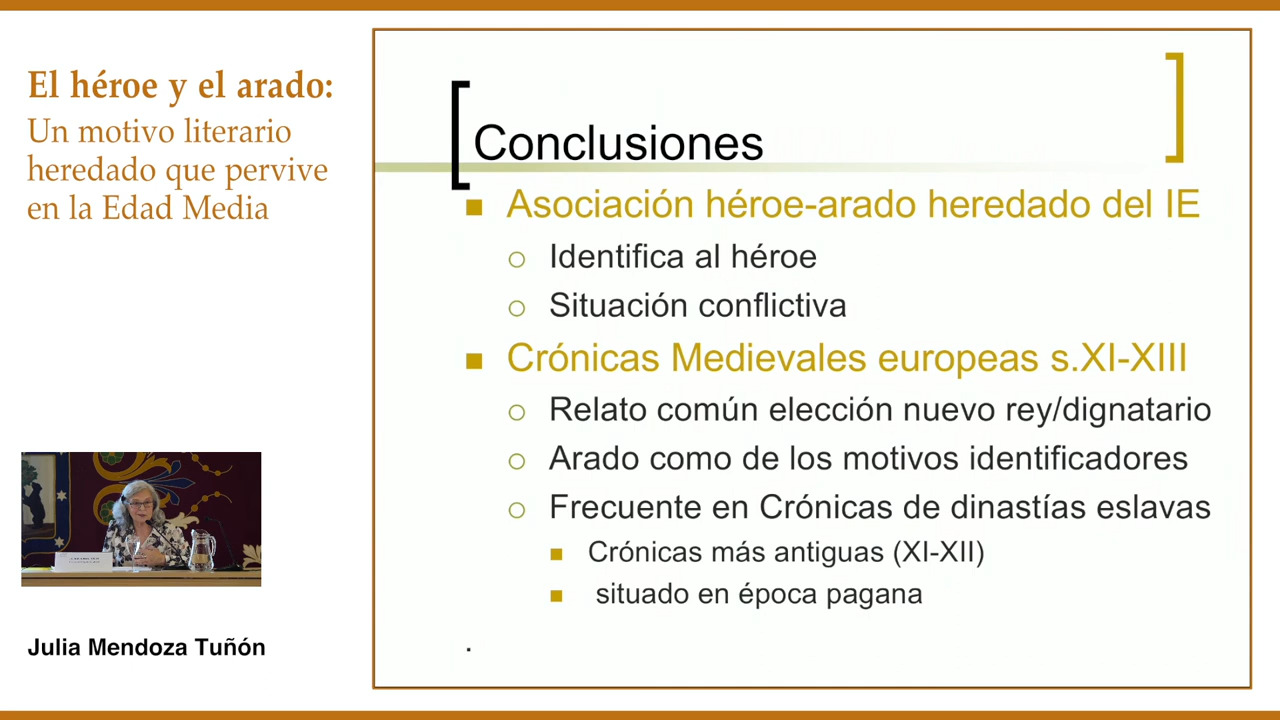 El héroe y el arado:
Un motivo literario
heredado que pervive
en la Edad Media
Julia Mendoza Tuñón
Conclusiones
Asociación héroe-arado heredado del IE
Identifica al héroe
Situación conflictiva
Crónicas Medievales europeas s.XI-XIII
Relato común elección nuevo rey/dignatario
Arado como de los motivos identificadores
Frecuente en Crónicas de dinastías eslavas
Crónicas más antiguas (XI-XII)
situado en época pagana
.